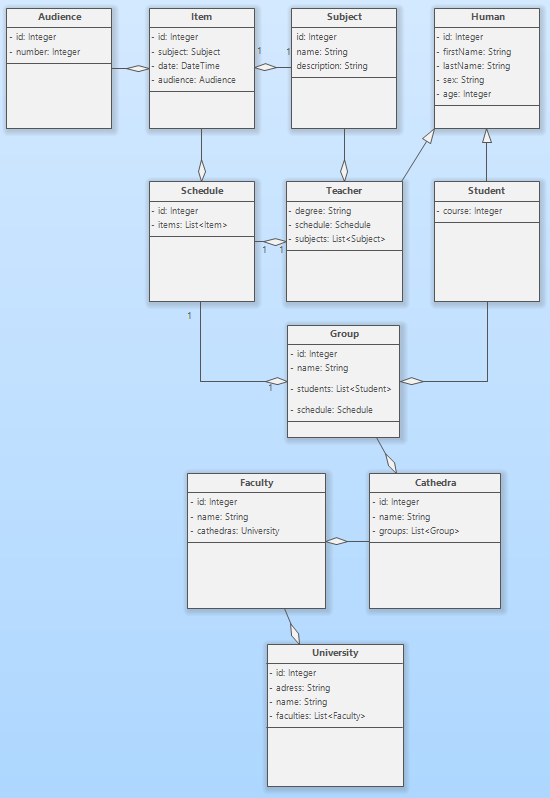 Audience
- id: Integer
- number: Integer
Item
- id: Integer
- subject: Subject
- date: DateTime
- audience: Audience
1
1
Subject
id: Integer
name: String
description: String
Human
- id: Integer
- firstName: String
- lastName: String
- sex: String
- age: Integer
Schedule
- id: Integer
- items: List<Item>
1
1
Teacher
- degree: String
- schedule: Schedule
- subjects: List<Subject>
Student
- course: Integer
1
1
Group
- id: Integer
- name: String
- students: List<Student>
- schedule: Schedule
Faculty
- id: Integer
- name: String
- cathedras: University
Cathedra
- id: Integer
- name: String
- groups: List<Group>
University
- id: Integer
- adress: String
- name: String
- faculties: List<Faculty>